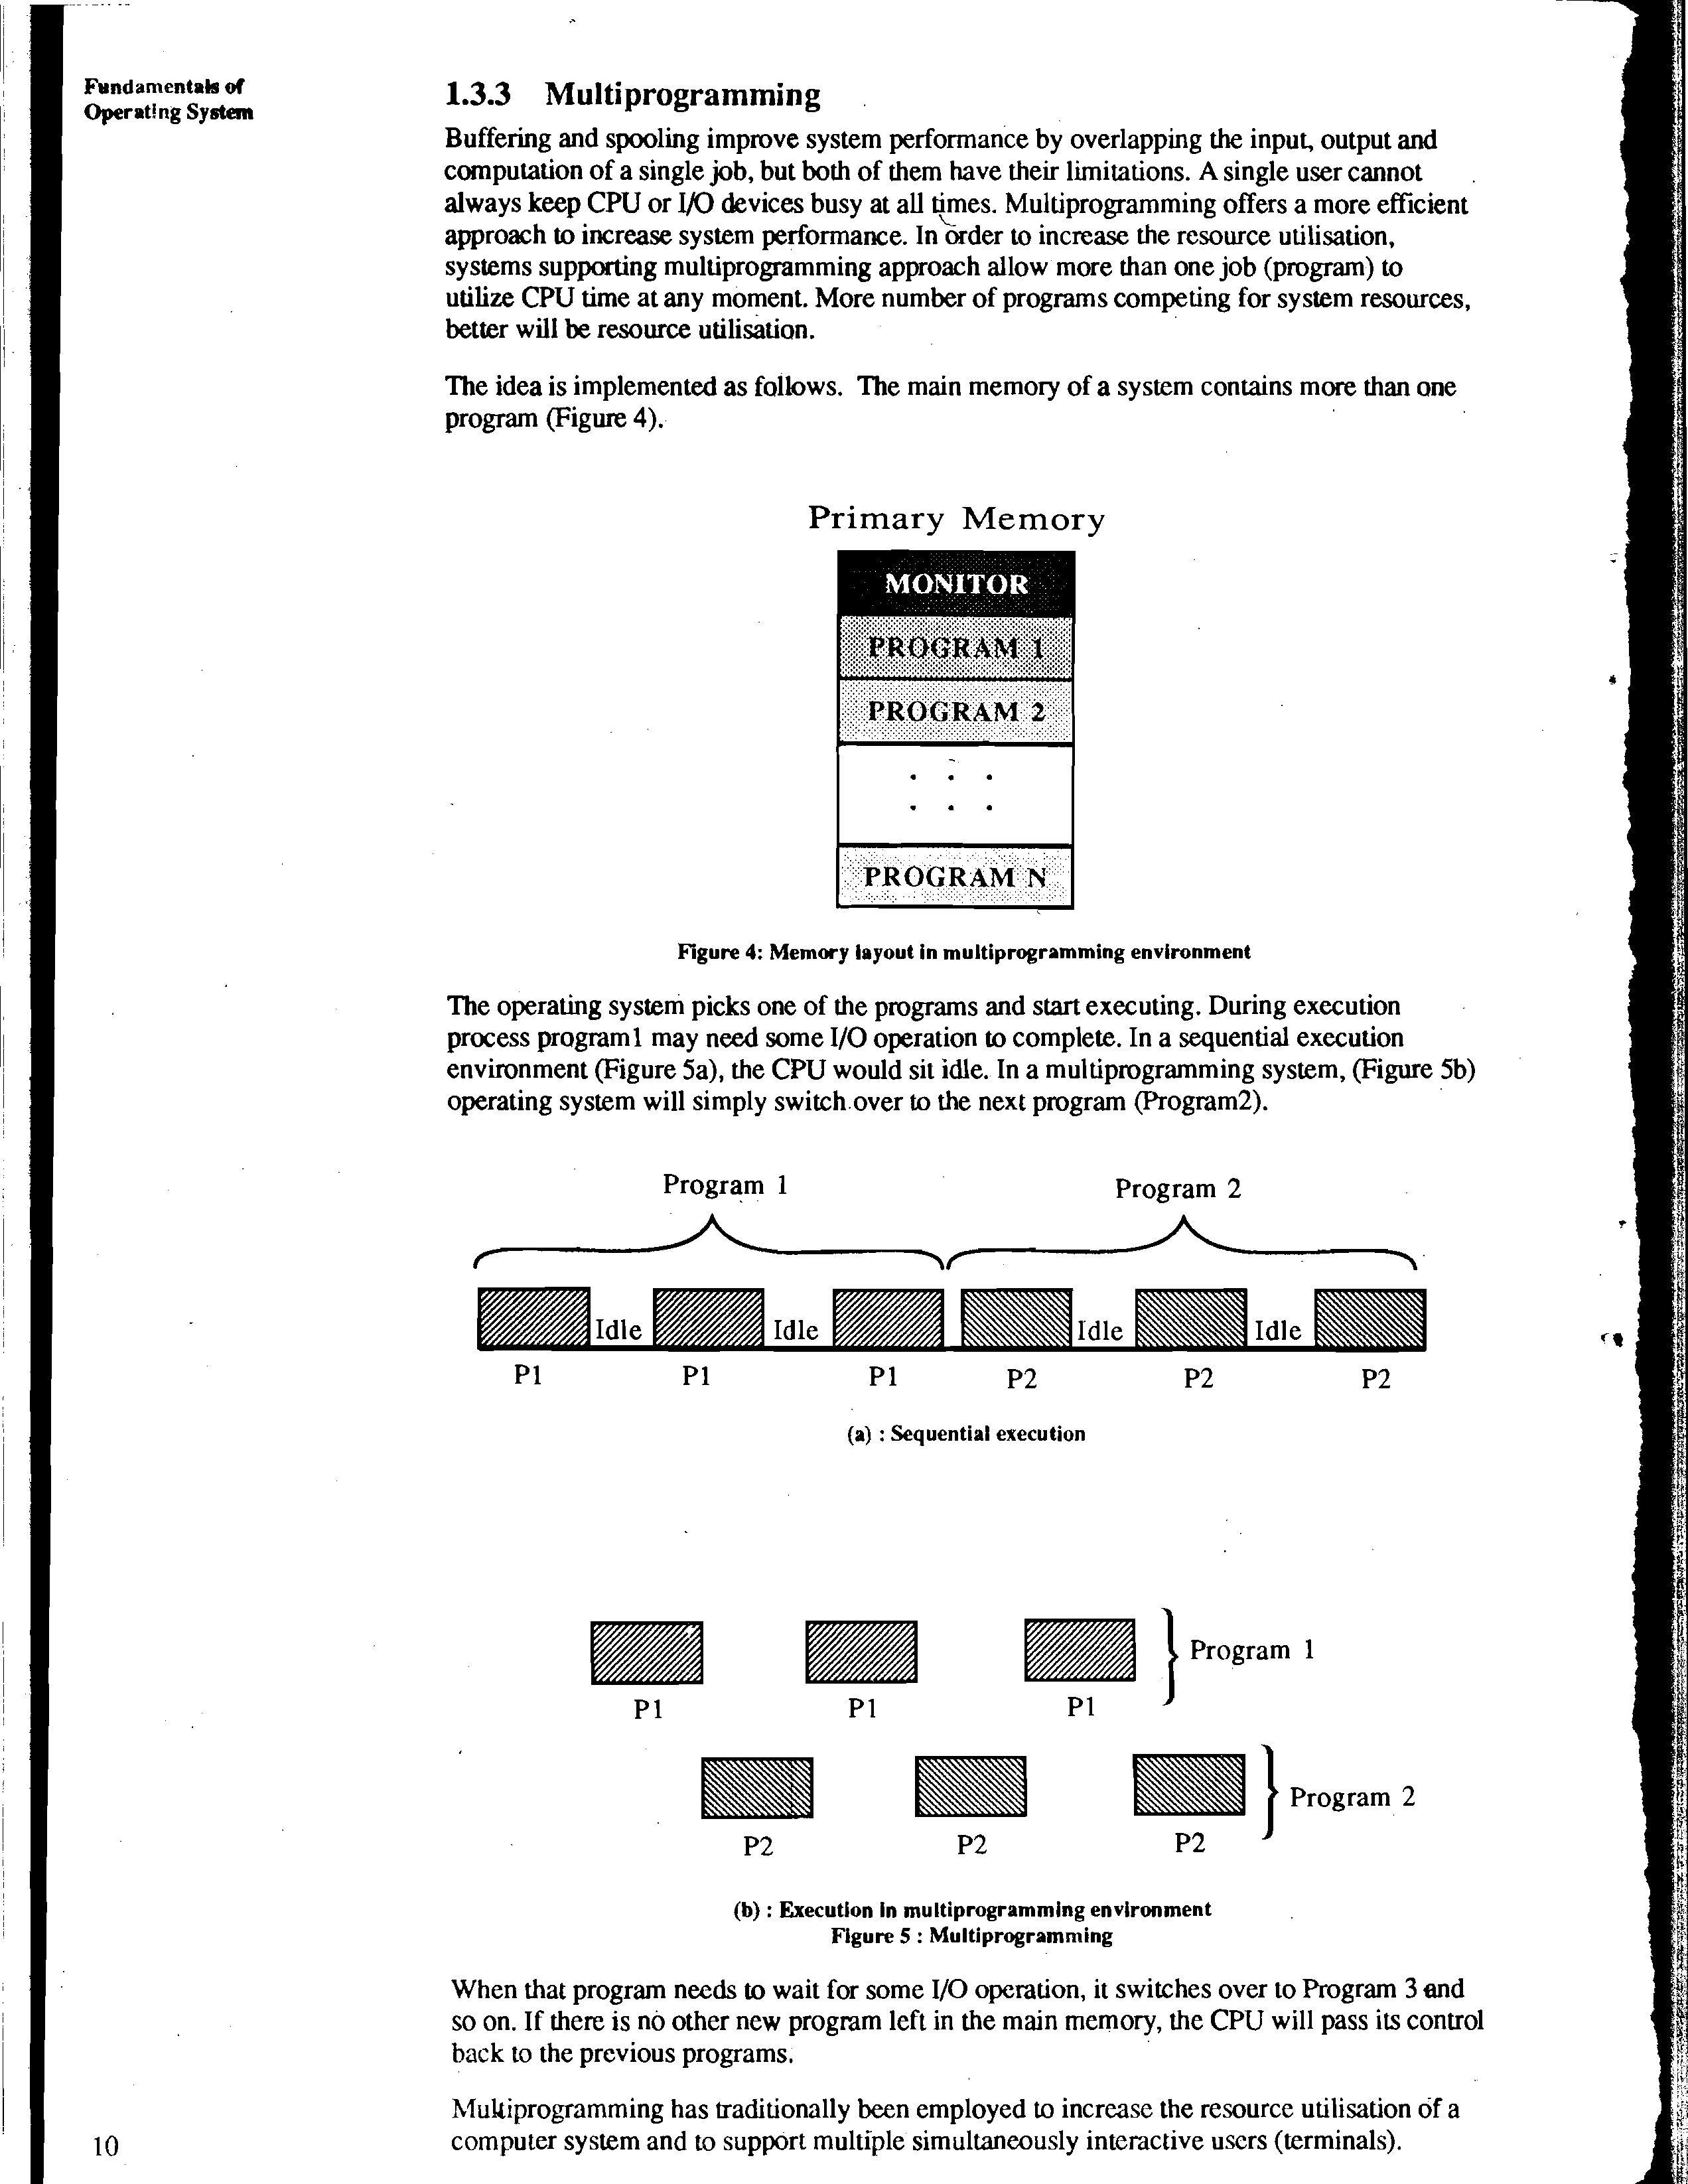 Fundamentals of
Operating System
1.3.3 Multiprogramming
Buffering and spooling improve system performance by overlapping the input, output and
computation of a single job, but both of them have their limitations. A single user cannot
always keep CPU or I/O devices busy at all times. Multiprogramming offers a more efficient
approach to increase system performance. In order to increase the resource utilisation,
systems supporting multiprogramming approach allow more than one job (program) to
utilize CPU time at any moment. More number of programs competing for system resources,
better will be resource utilisation.
The idea is implemented as follows. The main memory of a system contains more than one
program (Figure 4).
Primary Memory
MONITOR
PROGRAM 1
PROGRAM 2
. . .
. . .
PROGRAM N
Figure 4: Memory layout in multiprogramming environment
The operating system picks one of the programs and start executing. During execution
process program1 may need some I/O operation to complete. In a sequential execution
environment (Figure 5a), the CPU would sit idle. In a multiprogramming system, (Figure 5b)
operating system will simply switch over to the next program (Program2).
Program 1 Program 2
Idle Idle Idle Idle
P1 P1 P1 P2 P2 P2
(a) : Sequential execution
Program 1
P1 P1 P1
Program 2
P2 P2 P2
(b) : Execution in multiprogramming environment
Figure 5 : Multiprogramming
When that program needs to wait for some I/O operation, it switches over to Program 3 and
so on. If there is no other new program left in the main memory, the CPU will pass its control
back to the previous programs.
Multiprogramming has traditionally been employed to increase the resource utilisation of a
computer system and to support multiple simultaneously interactive users (terminals).
10